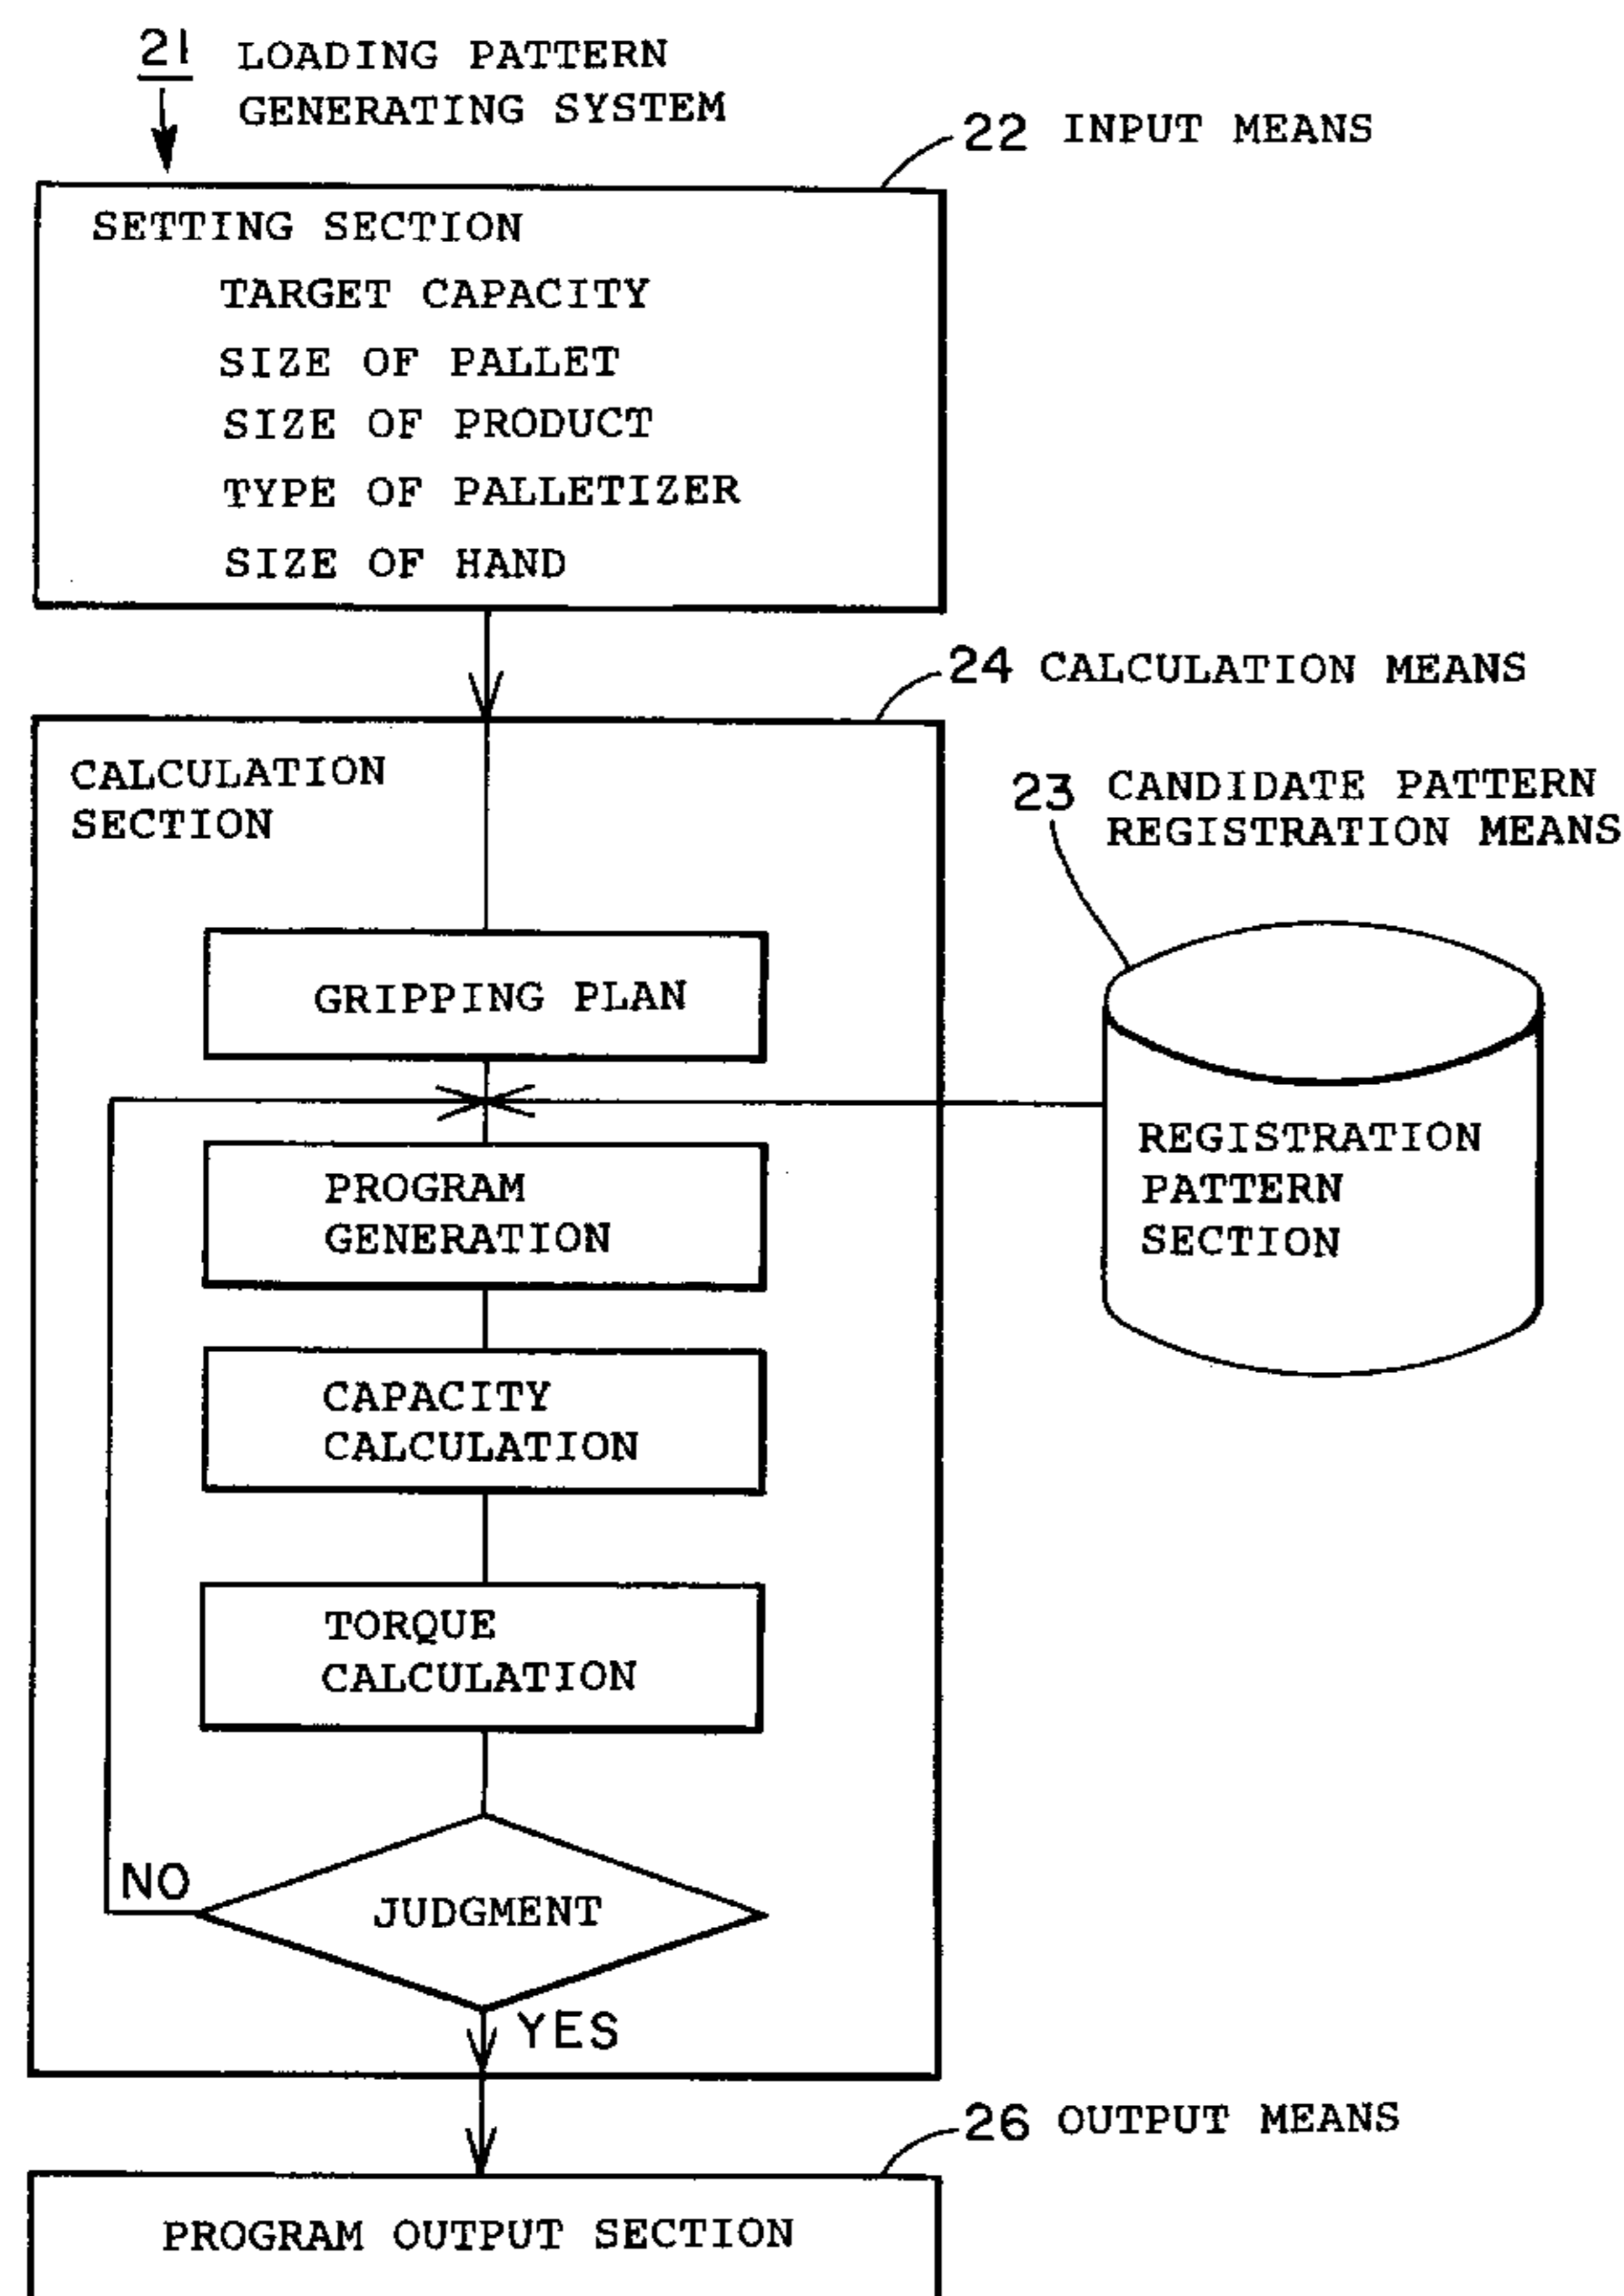 21 LOADING PATTERN
GENERATING SYSTEM
22 INPUT MEANS
SETTING SECTION
TARGET CAPACITY
SIZE OF PALLET
SIZE OF PRODUCT
TYPE OF PALLETIZER
SIZE OF HAND
24 CALCULATION MEANS
CALCULATION
SECTION
23 CANDIDATE PATTERN
REGISTRATION MEANS
GRIPPING PLAN
REGISTRATION
PATTERN
SECTION
PROGRAM
GENERATION
CAPACITY
CALCULATION
TORQUE
CALCULATION
JUDGMENT
NO
YES
26 OUTPUT MEANS
PROGRAM OUTPUT SECTION